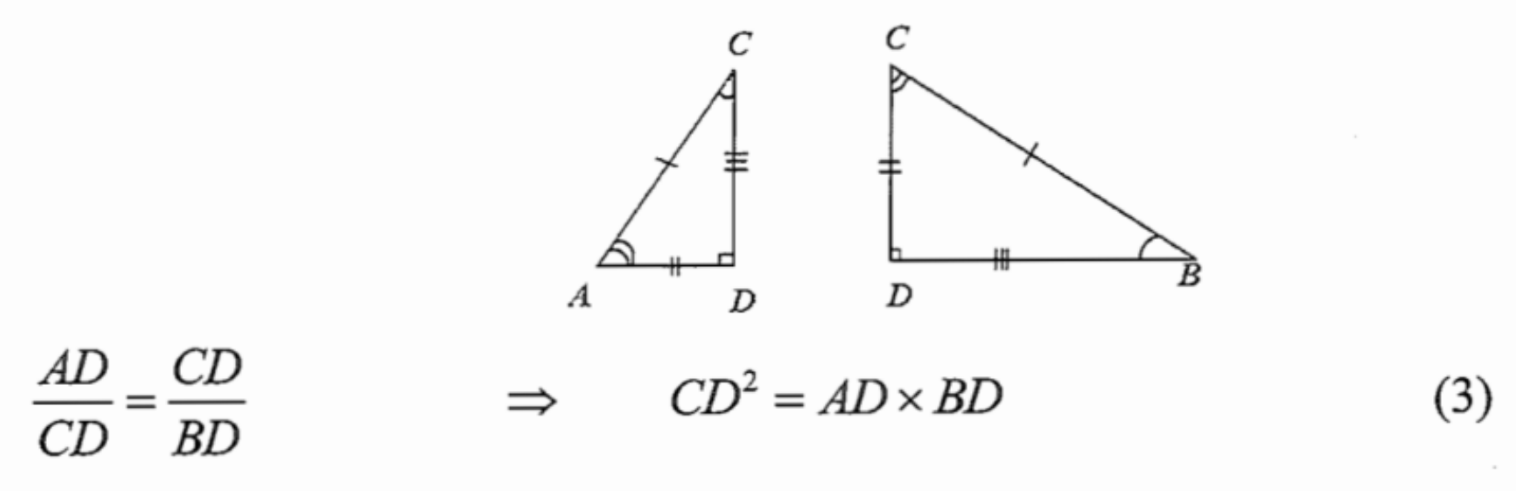 C C
A D D B
AD/CD = CD/BD ⇒ CD² = AD × BD (3)